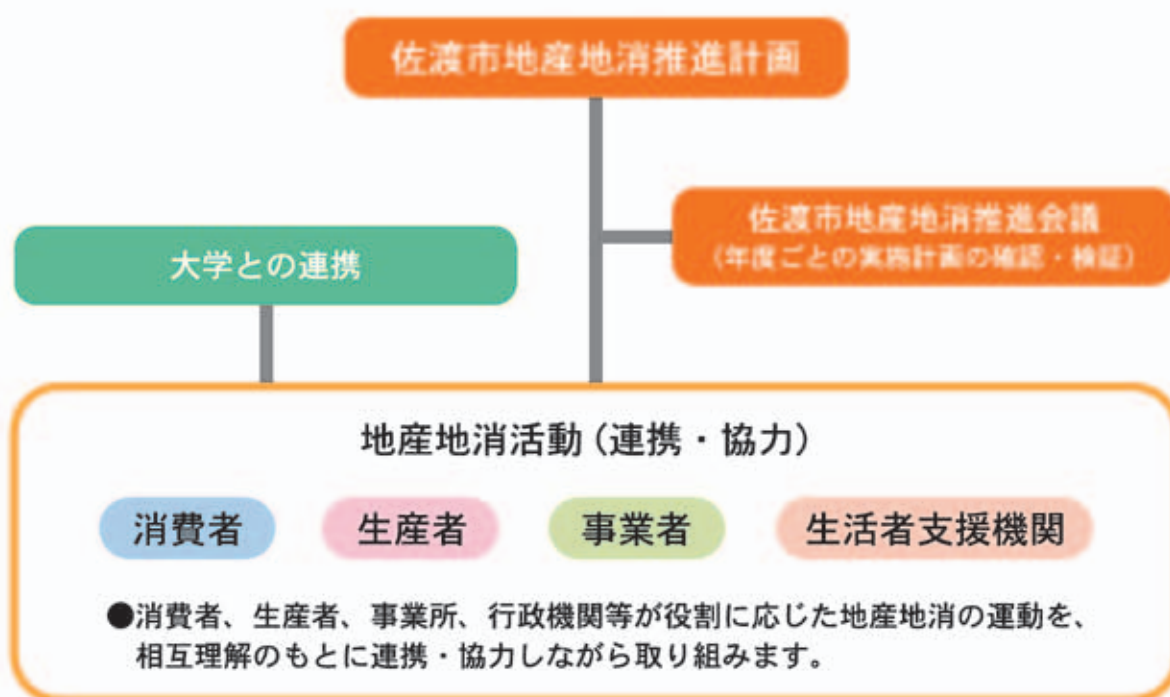 佐渡市地産地消推進計画
佐渡市地産地消推進会議
(年度ごとの実施計画の確認・検証)
大学との連携
地産地消活動(連携・協力)
消費者
生産者
事業者
生活者支援機関
●消費者、生産者、事業所、行政機関等が役割に応じた地産地消の運動を、
相互理解のもとに連携・協力しながら取り組みます。